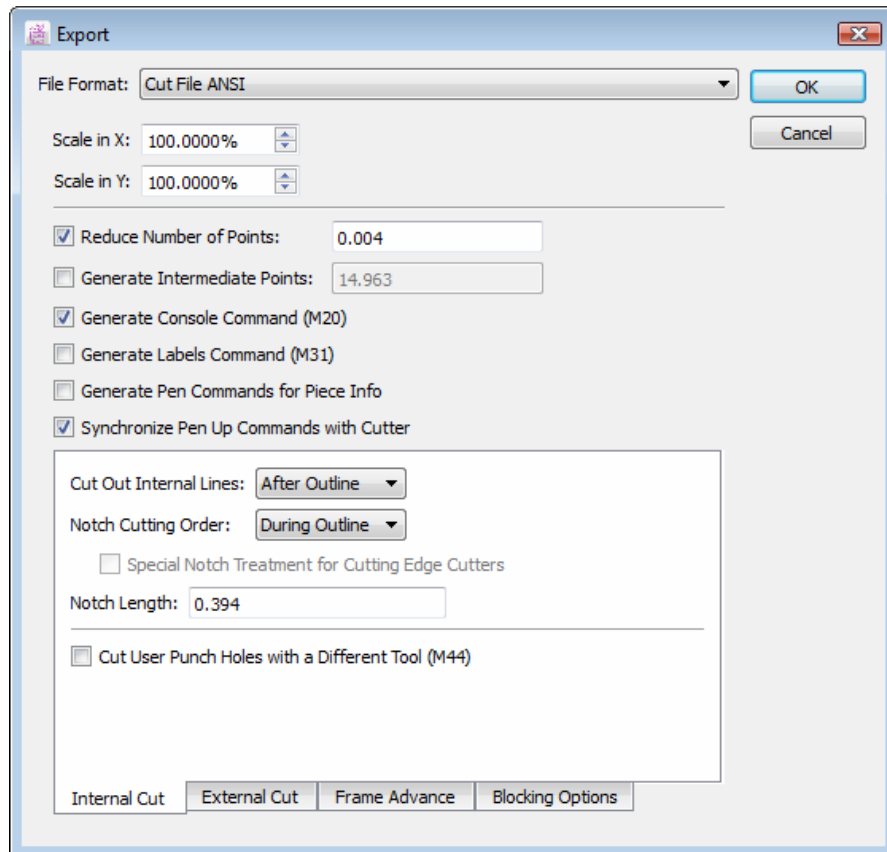 Export
File Format: Cut File ANSI
OK
Scale in X: 100.0000%
Cancel
Scale in Y: 100.0000%
Reduce Number of Points: 0.004
Generate Intermediate Points: 14.963
Generate Console Command (M20)
Generate Labels Command (M31)
Generate Pen Commands for Piece Info
Synchronize Pen Up Commands with Cutter
Cut Out Internal Lines: After Outline
Notch Cutting Order: During Outline
Special Notch Treatment for Cutting Edge Cutters
Notch Length: 0.394
Cut User Punch Holes with a Different Tool (M44)
Internal Cut External Cut Frame Advance Blocking Options